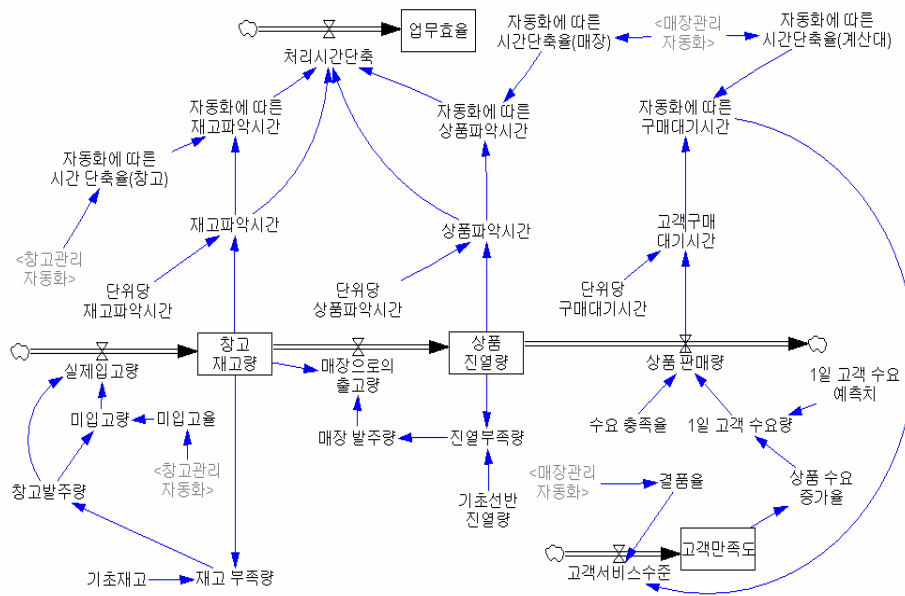 자동화에 따른
시간단축율(매장)
<매장관리
자동화>
자동화에 따른
시간단축율(계산대)
업무효율
처리시간단축
자동화에 따른
재고파악시간
자동화에 따른
상품파악시간
자동화에 따른
구매대기시간
자동화에 따른
시간 단축율(창고)
재고파악시간
상품파악시간
고객구매
대기시간
<창고관리
자동화>
단위당
재고파악시간
단위당
상품파악시간
단위당
구매대기시간
창고
재고량
상품
진열량
실제입고량
매장으로의
출고량
상품 판매량
1일 고객 수요
예측치
미입고량
미입고율
매장 발주량
진열부족량
수요 충족율
1일 고객 수요량
<창고관리
자동화>
창고발주량
기초선반
진열량
<매장관리
자동화>
결품율
상품 수요
증가율
고객만족도
고객서비스수준
기초재고
재고 부족량